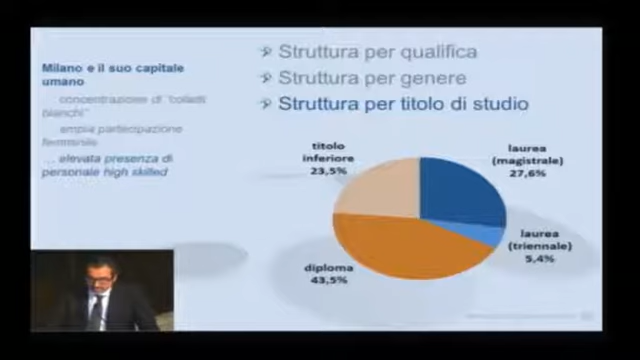 Milano e il suo capitale
umano
... concentrazione di "colletti
bianchi"
... ampia partecipazione
femminile
... elevata presenza di
personale high skilled
Struttura per qualifica
Struttura per genere
Struttura per titolo di studio
titolo
inferiore
23,5%
laurea
(magistrale)
27,6%
laurea
(triennale)
5,4%
diploma
43,5%